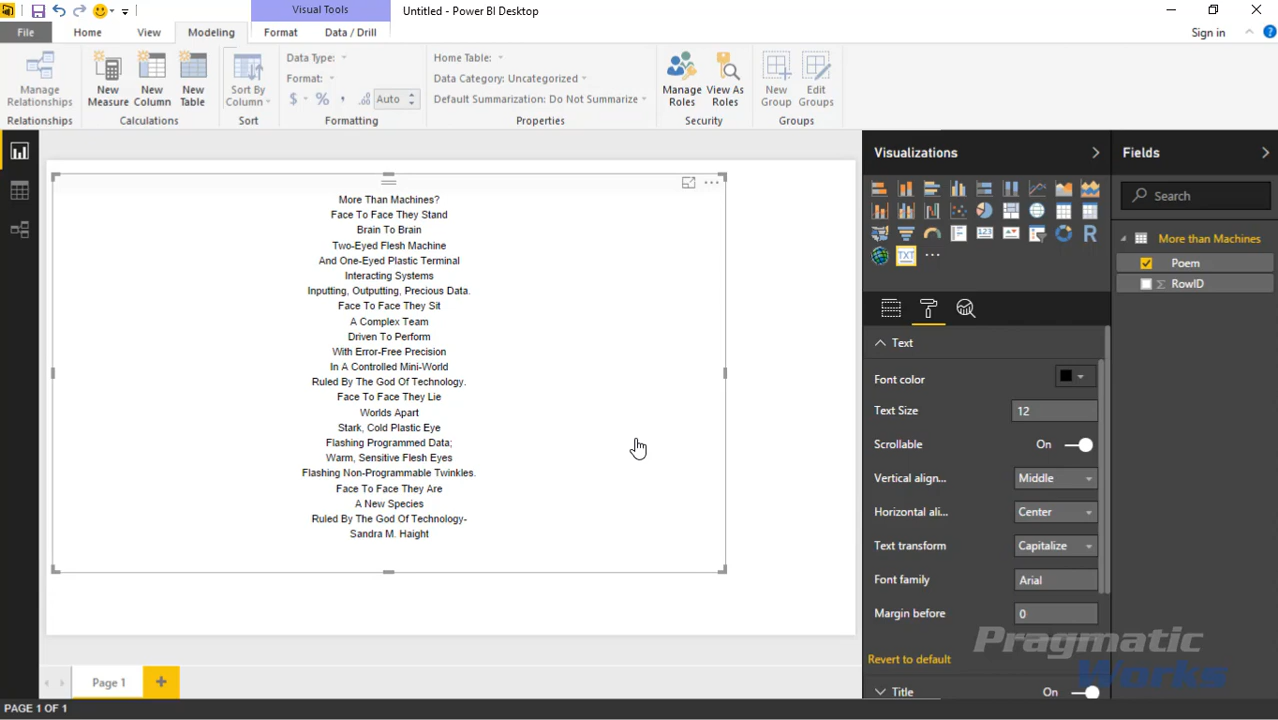 Visual Tools
Untitled - Power BI Desktop
File
Home
View
Modeling
Format
Data / Drill
Sign in
Manage Relationships
Relationships
New Measure
New Column
New Table
Calculations
Sort By Column
Sort
Data Type:
Format:
$ % , .00 Auto
Formatting
Home Table:
Data Category: Uncategorized
Default Summarization: Do Not Summarize
Properties
Manage Roles
View As Roles
Security
New Group
Edit Groups
Groups
More Than Machines?
Face To Face They Stand
Brain To Brain
Two-Eyed Flesh Machine
And One-Eyed Plastic Terminal
Interacting Systems
Inputting, Outputting, Precious Data.
Face To Face They Sit
A Complex Team
Driven To Perform
With Error-Free Precision
In A Controlled Mini-World
Ruled By The God Of Technology.
Face To Face They Lie
Worlds Apart
Stark, Cold Plastic Eye
Flashing Programmed Data;
Warm, Sensitive Flesh Eyes
Flashing Non-Programmable Twinkles.
Face To Face They Are
A New Species
Ruled By The God Of Technology-
Sandra M. Haight
Visualizations
123
R
TXT
Text
Font color
Text Size 12
Scrollable On
Vertical align... Middle
Horizontal ali... Center
Text transform Capitalize
Font family Arial
Margin before 0
Revert to default
Title On
Fields
Search
More than Machines
Poem
Σ RowID
Pragmatic Works
Page 1
PAGE 1 OF 1